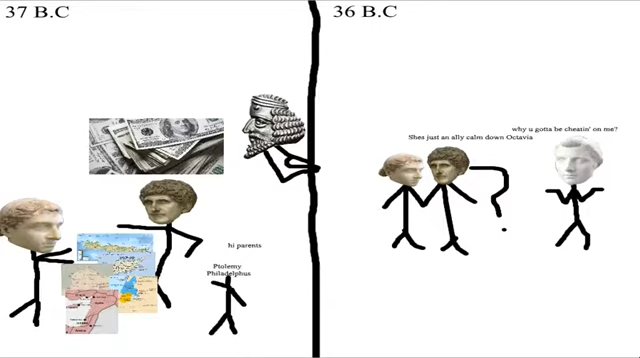 37 B.C
36 B.C
why u gotta be cheatin' on me?
Shes just an ally calm down Octavia
hi parents
Ptolemy
Philadelphus